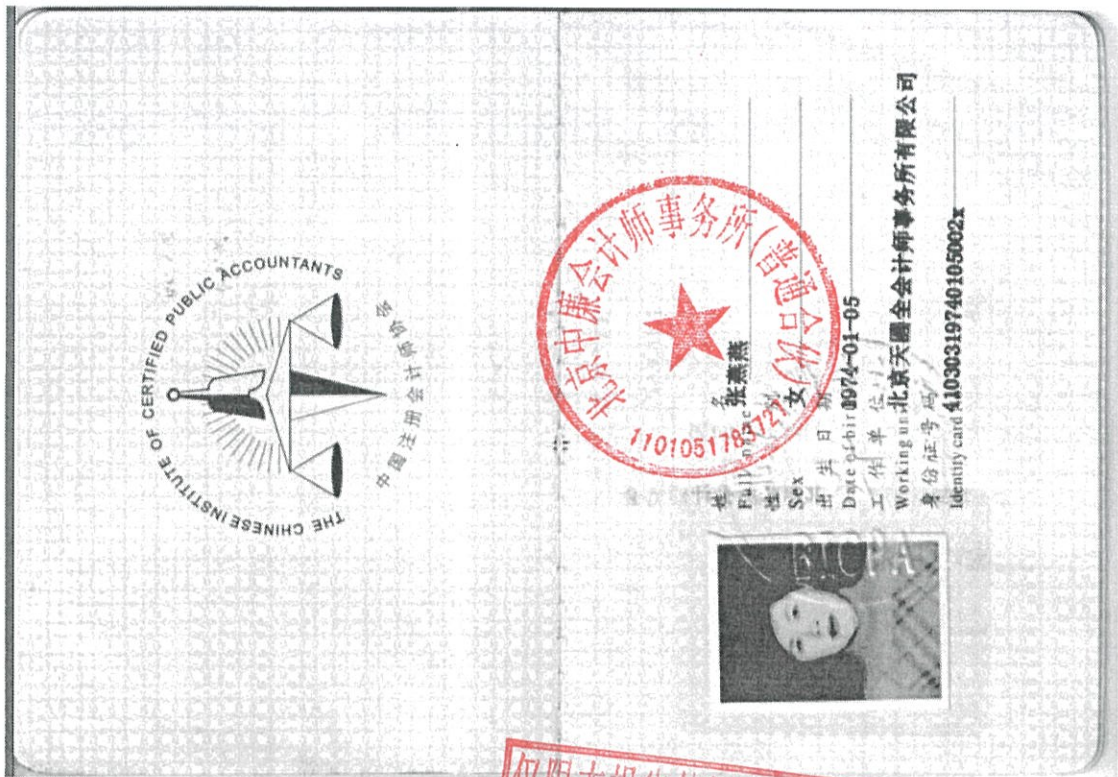 THE CHINESE INSTITUTE OF CERTIFIED PUBLIC ACCOUNTANTS
中国注册会计师协会
北京中廉会计师事务所(普通合伙)
姓 名 张燕燕
Full name
性 别 女
Sex
出生日期 1974-01-05
Date of birth
工作单位 北京天圆全会计师事务所有限公司
Working unit
身份证号码 41030319740105002x
Identity card